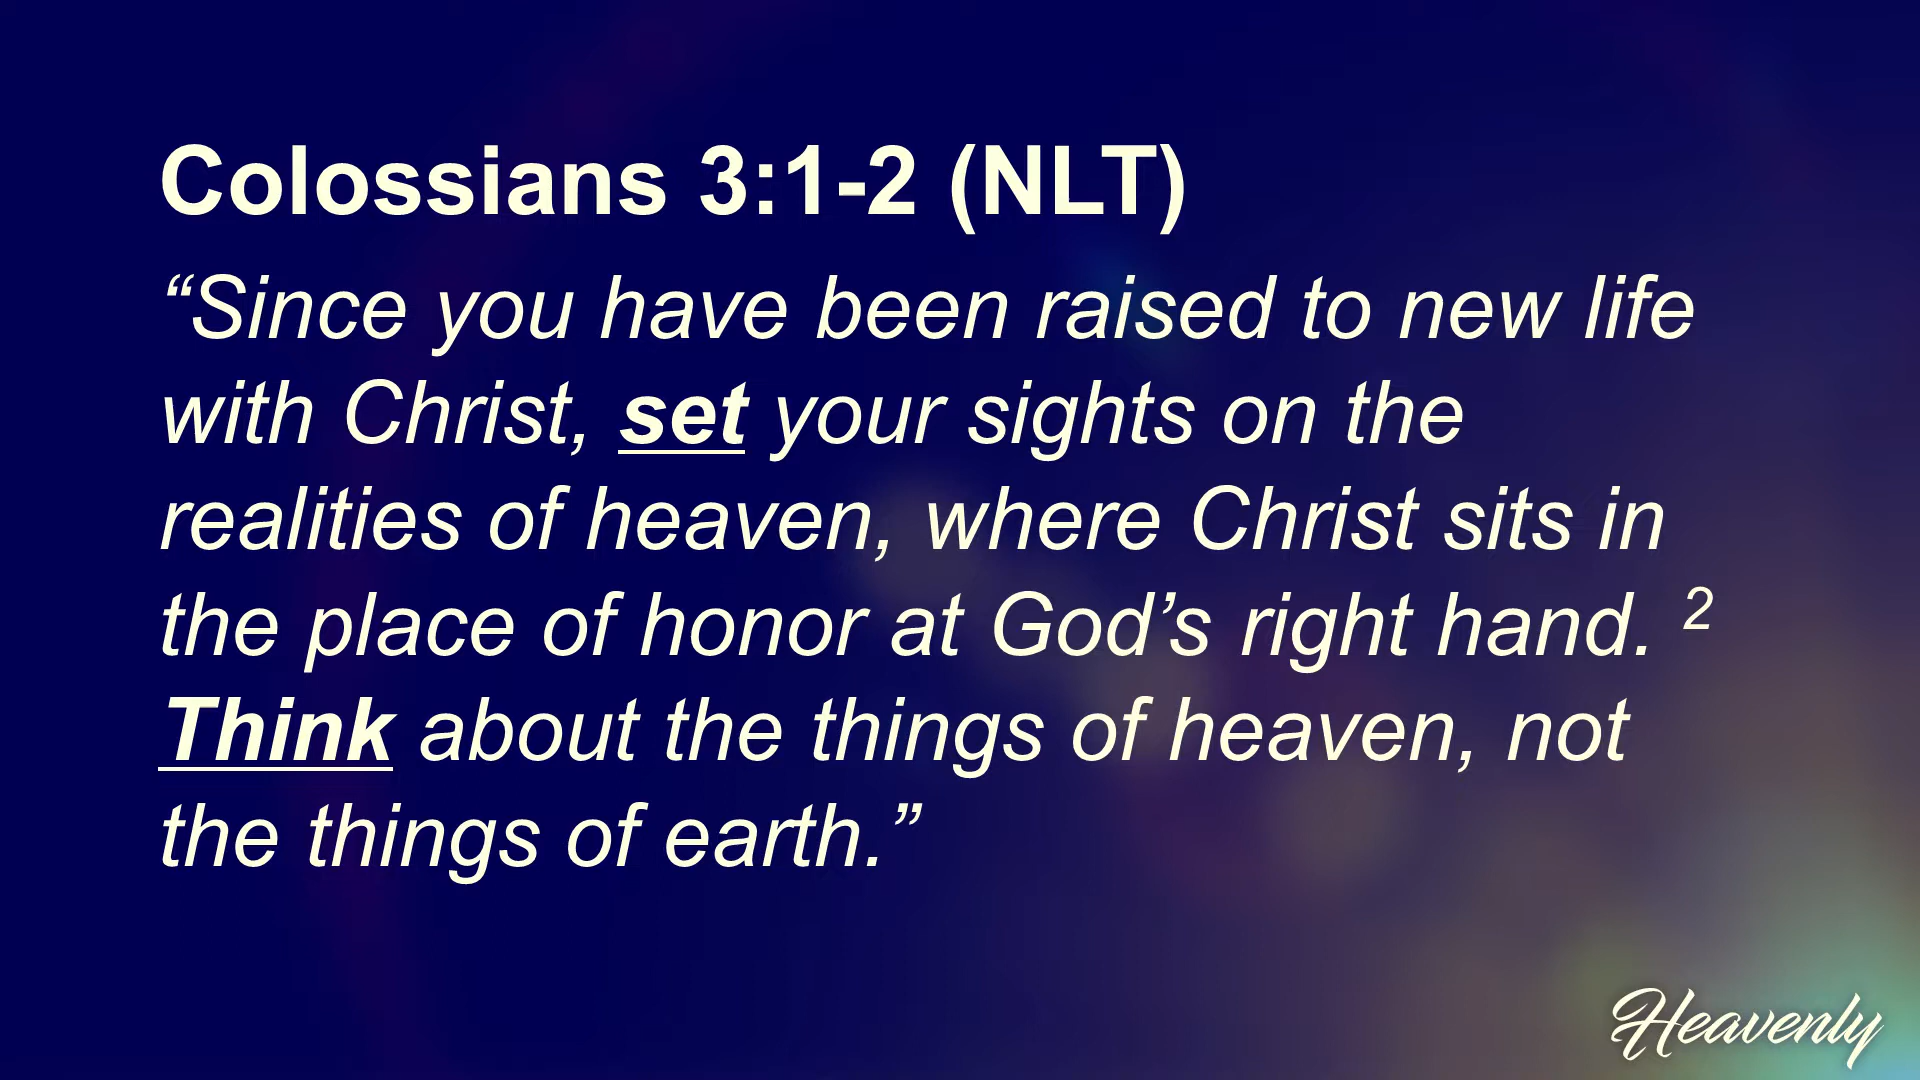 Colossians 3:1-2 (NLT)
“Since you have been raised to new life
with Christ, set your sights on the
realities of heaven, where Christ sits in
the place of honor at God’s right hand. 2
Think about the things of heaven, not
the things of earth.”
Heavenly